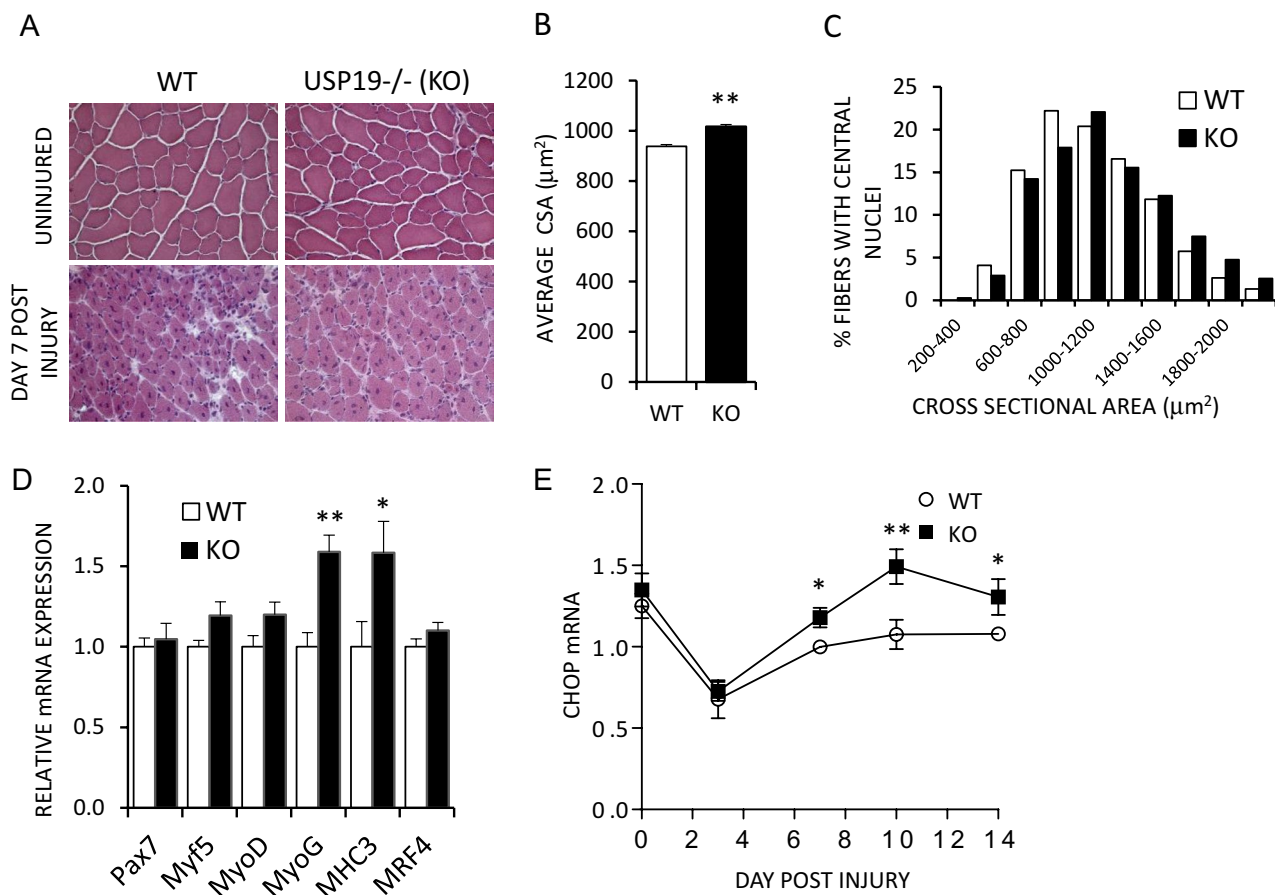 A
WT
USP19-/- (KO)
UNINJURED
DAY 7 POST
INJURY
B
1200
1000
800
600
400
200
0
AVERAGE CSA (μm²)
**
WT
KO
C
25
20
15
10
5
0
% FIBERS WITH CENTRAL
NUCLEI
WT
KO
200-400
600-800
1000-1200
1400-1600
1800-2000
CROSS SECTIONAL AREA (μm²)
D
2.0
1.5
1.0
0.5
0.0
RELATIVE mRNA EXPRESSION
WT
KO
**
*
Pax7
Myf5
MyoD
MyoG
MHC3
MRF4
E
2.0
1.5
1.0
0.5
0.0
CHOP mRNA
WT
KO
*
**
*
0
2
4
6
8
10
12
14
DAY POST INJURY